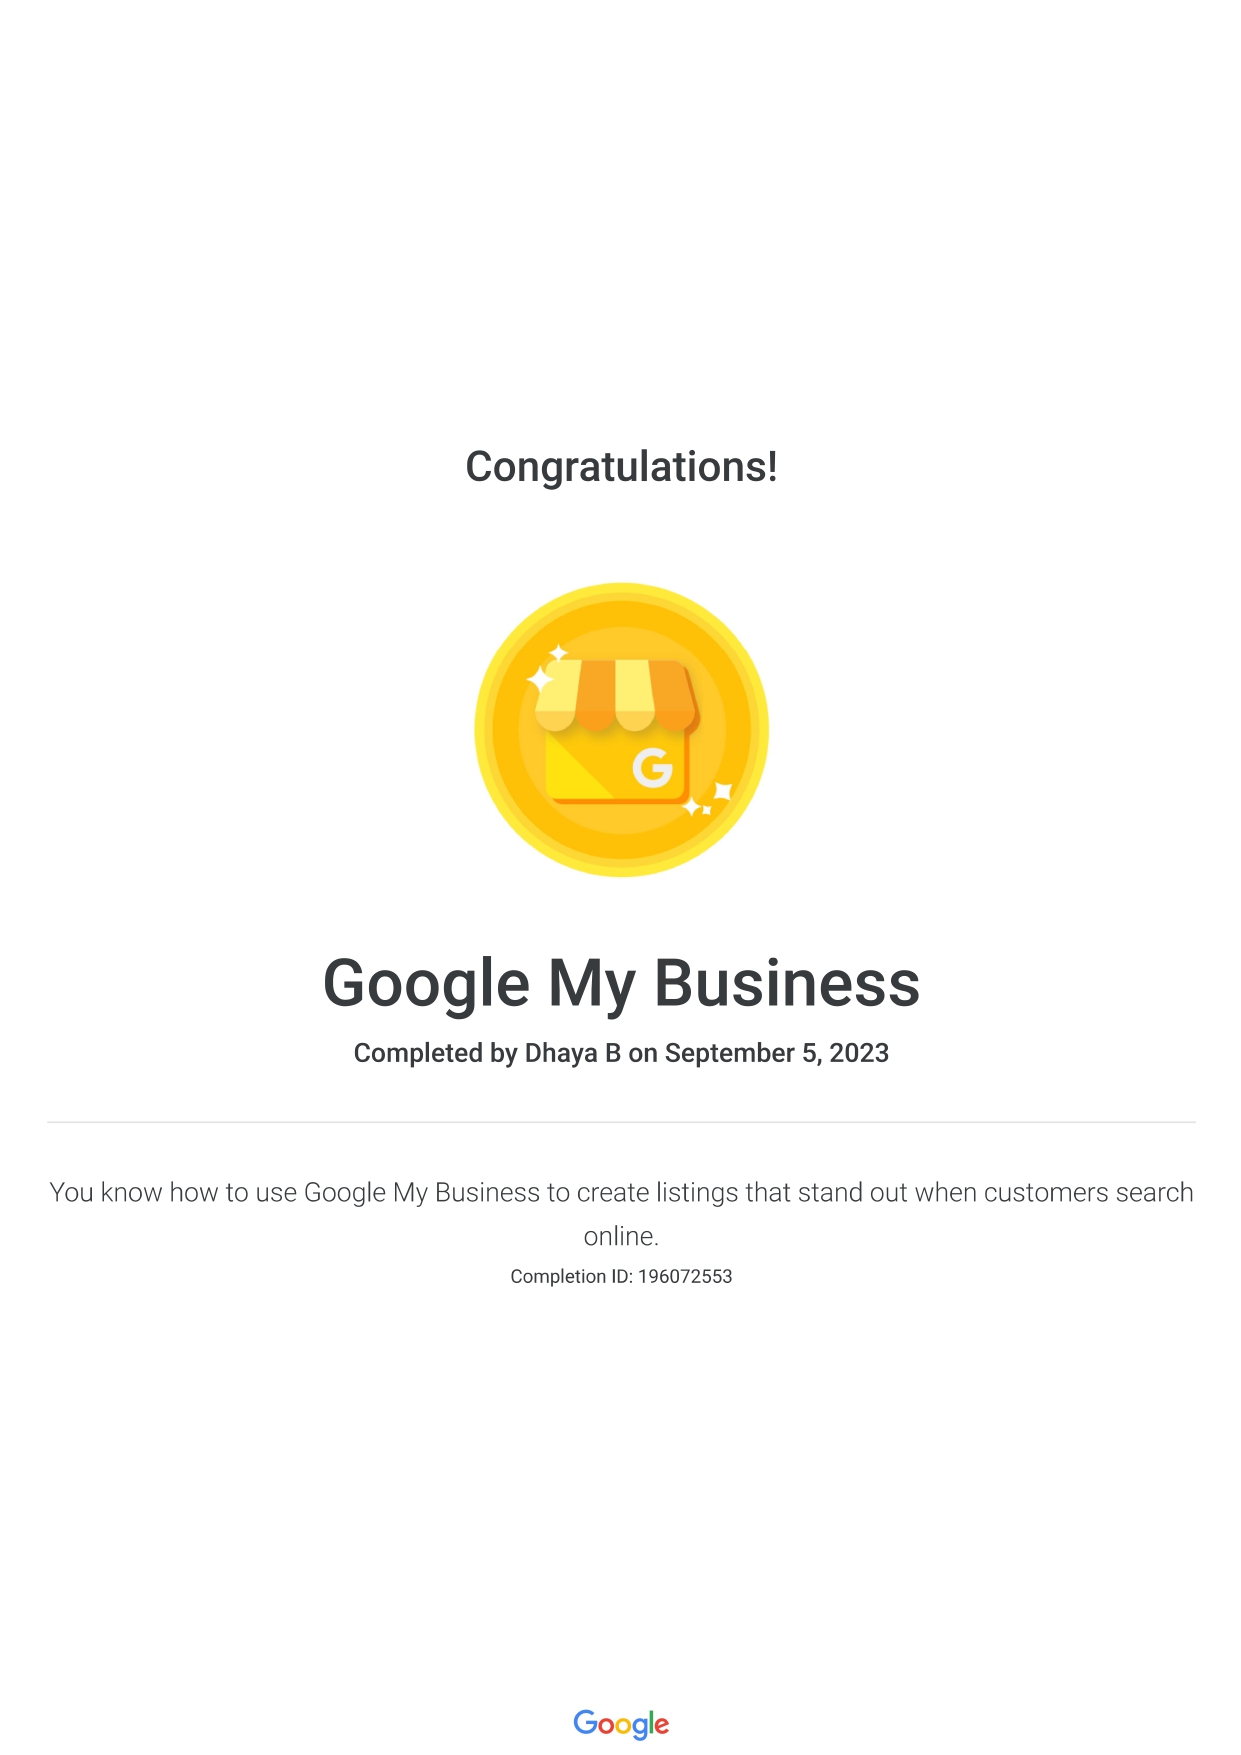 Congratulations!
G
Google My Business
Completed by Dhaya B on September 5, 2023
You know how to use Google My Business to create listings that stand out when customers search
online.
Completion ID: 196072553
Google